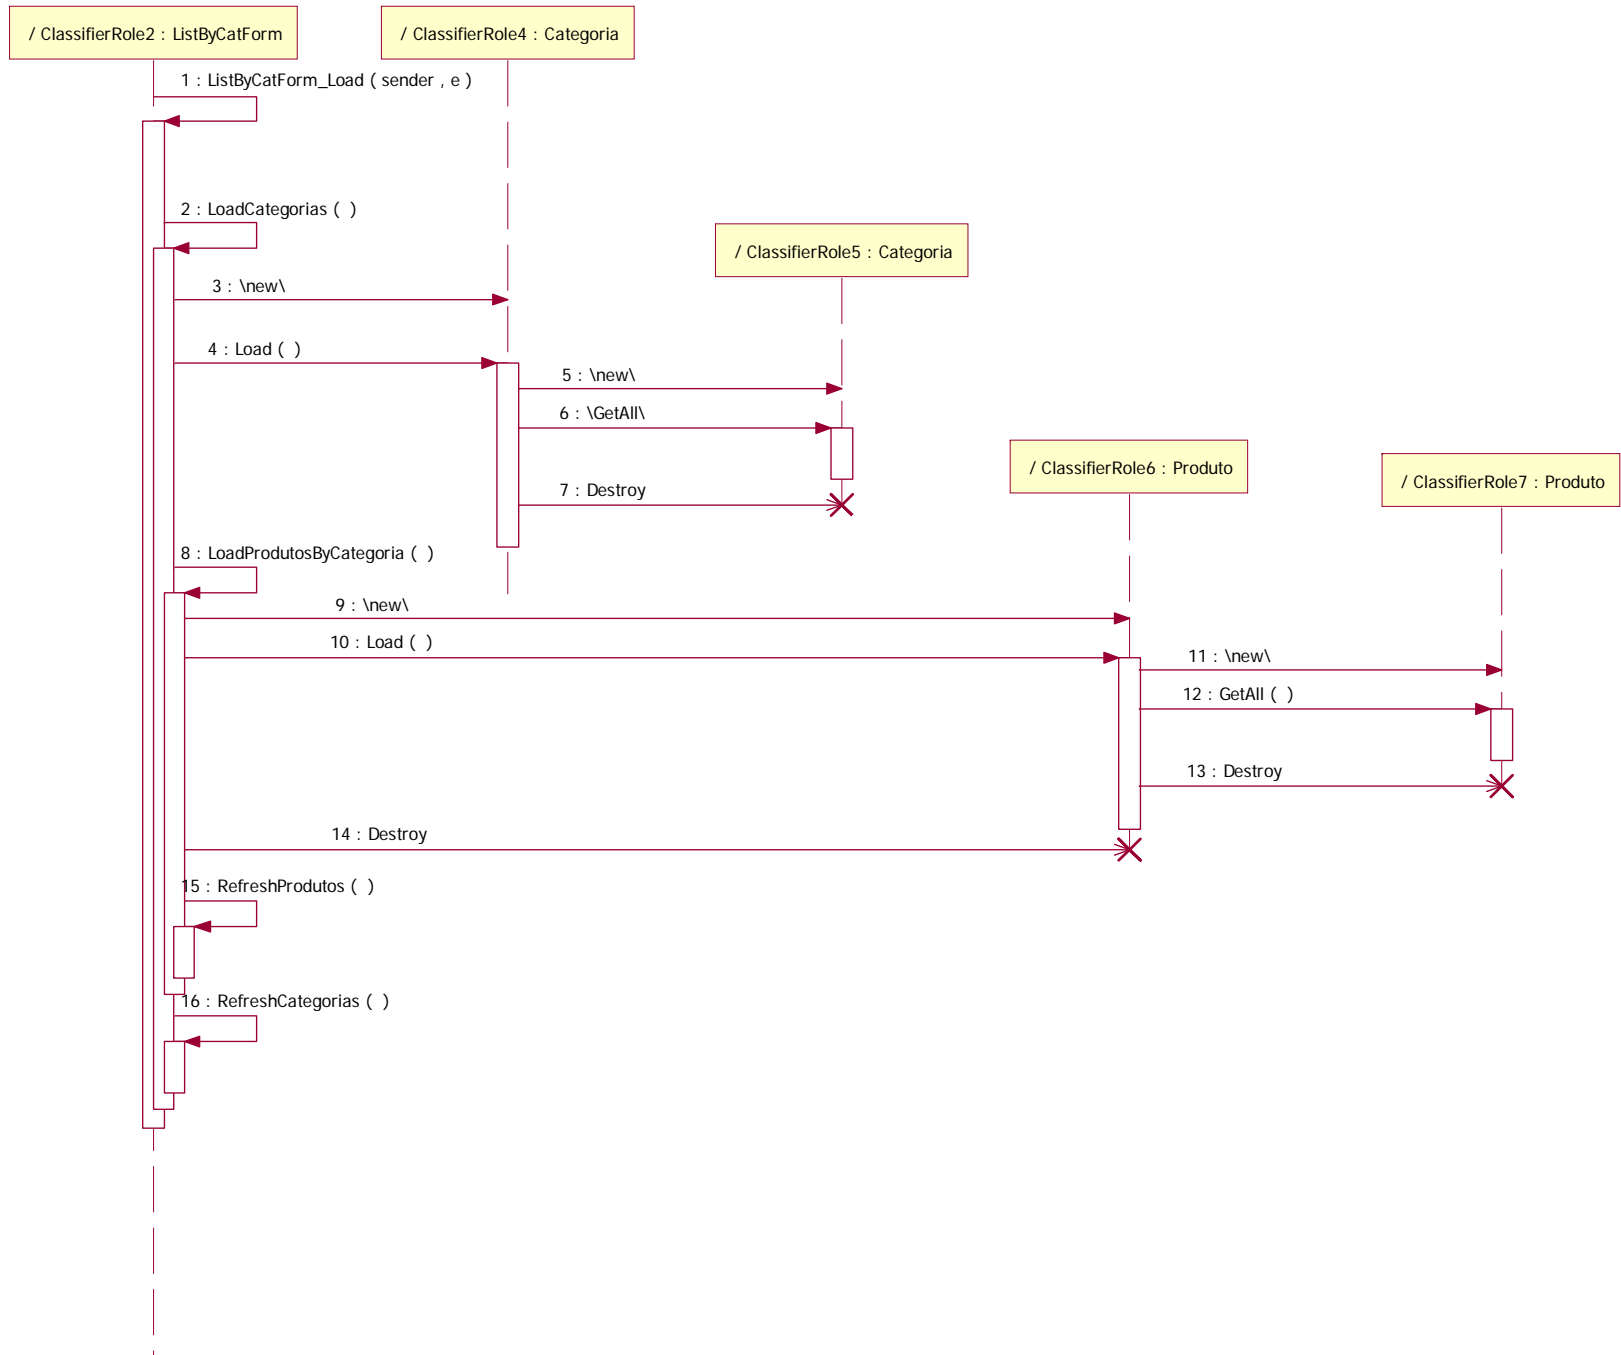 / ClassifierRole2 : ListByCatForm
/ ClassifierRole4 : Categoria
1 : ListByCatForm_Load ( sender , e )
2 : LoadCategorias (  )
/ ClassifierRole5 : Categoria
3 : \new\
4 : Load (  )
5 : \new\
6 : \GetAll\
/ ClassifierRole6 : Produto
/ ClassifierRole7 : Produto
7 : Destroy
8 : LoadProdutosByCategoria (  )
9 : \new\
10 : Load (  )
11 : \new\
12 : GetAll (  )
13 : Destroy
14 : Destroy
15 : RefreshProdutos (  )
16 : RefreshCategorias (  )